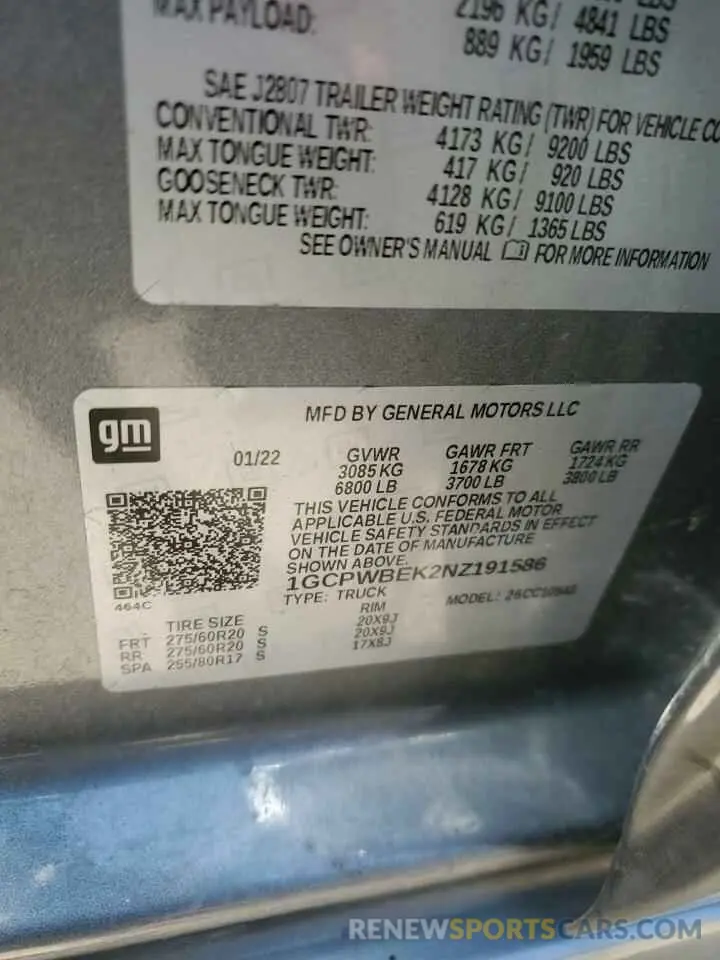 2196 KG/ 4841 LBS
MAX PAYLOAD: 889 KG/ 1959 LBS
SAE J2807 TRAILER WEIGHT RATING (TWR) FOR VEHICLE CO
CONVENTIONAL TWR: 4173 KG/ 9200 LBS
MAX TONGUE WEIGHT: 417 KG/ 920 LBS
GOOSENECK TWR: 4128 KG/ 9100 LBS
MAX TONGUE WEIGHT: 619 KG/ 1365 LBS
SEE OWNER'S MANUAL FOR MORE INFORMATION
gm
MFD BY GENERAL MOTORS LLC
01/22 GVWR GAWR FRT GAWR RR
3085 KG 1678 KG 1724 KG
6800 LB 3700 LB 3800 LB
THIS VEHICLE CONFORMS TO ALL
APPLICABLE U.S. FEDERAL MOTOR
VEHICLE SAFETY STANDARDS IN EFFECT
ON THE DATE OF MANUFACTURE
SHOWN ABOVE.
1GCPWBEK2NZ191586
464C
TYPE: TRUCK MODEL:
TIRE SIZE RIM
FRT 275/60R20 S 20X9J
RR 275/60R20 S 20X9J
SPA 255/80R17 S 17X8J
RENEWSPORTSCARS.COM